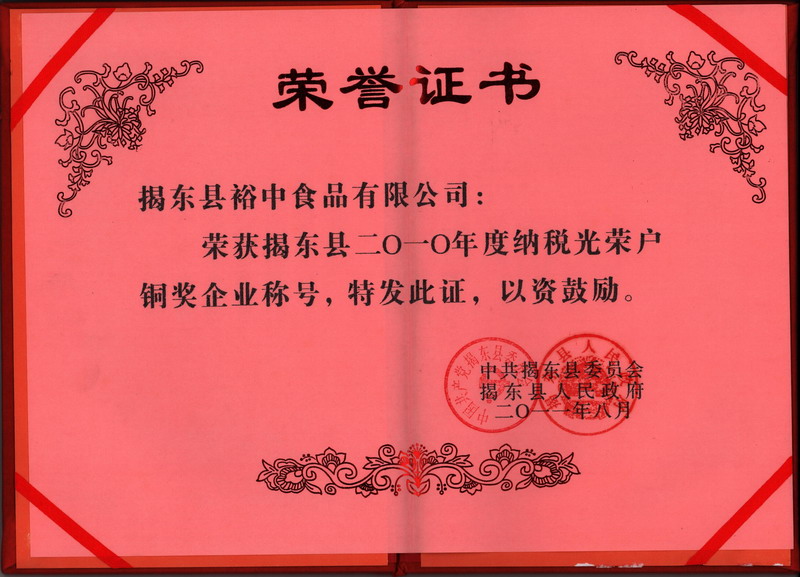 荣誉证书
揭东县裕中食品有限公司：
荣获揭东县二〇一〇年度纳税光荣户
铜奖企业称号，特发此证，以资鼓励。
中共揭东县委员会
揭东县人民政府
二〇一一年八月